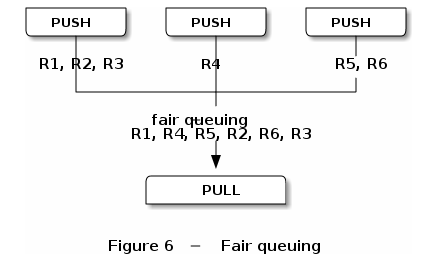 PUSH PUSH PUSH
R1, R2, R3 R4 R5, R6
fair queuing
R1, R4, R5, R2, R6, R3
PULL
Figure 6 – Fair queuing